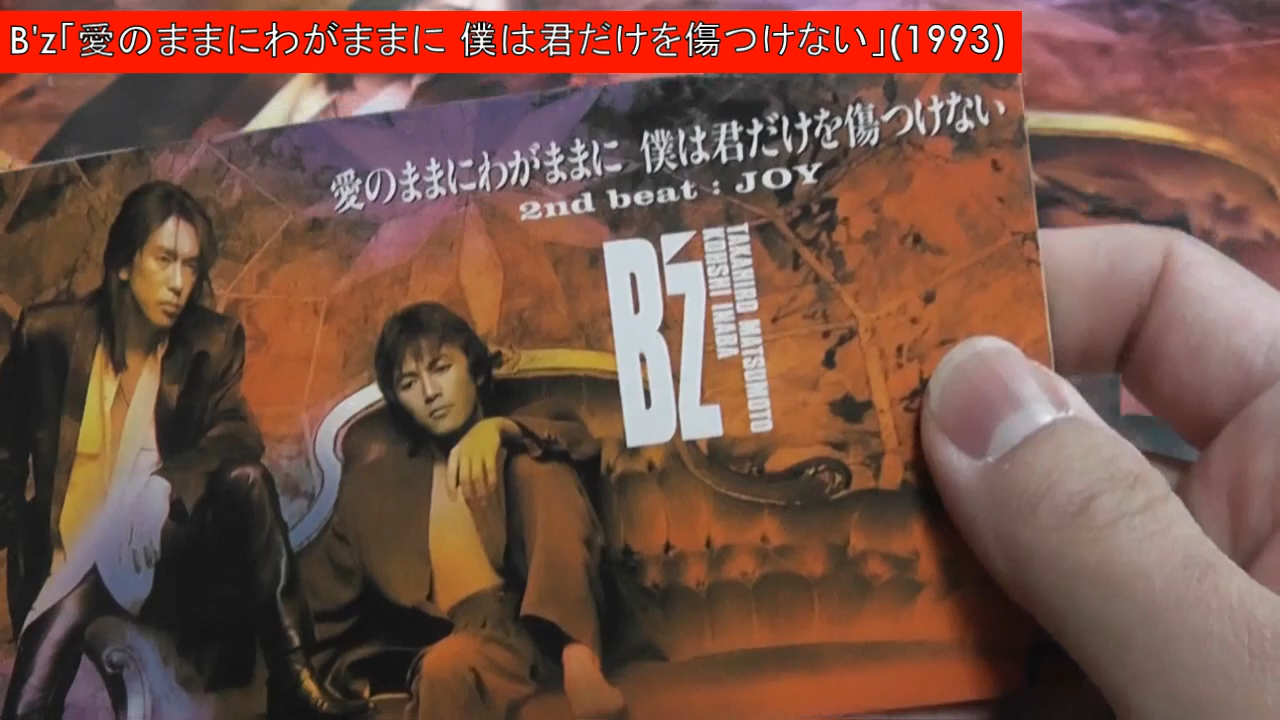 B'z「愛のままにわがままに 僕は君だけを傷つけない」(1993)
愛のままにわがままに 僕は君だけを傷つけない
2nd beat : JOY
B'z
TAKAHIRO MATSUMOTO
KOHSHI INABA